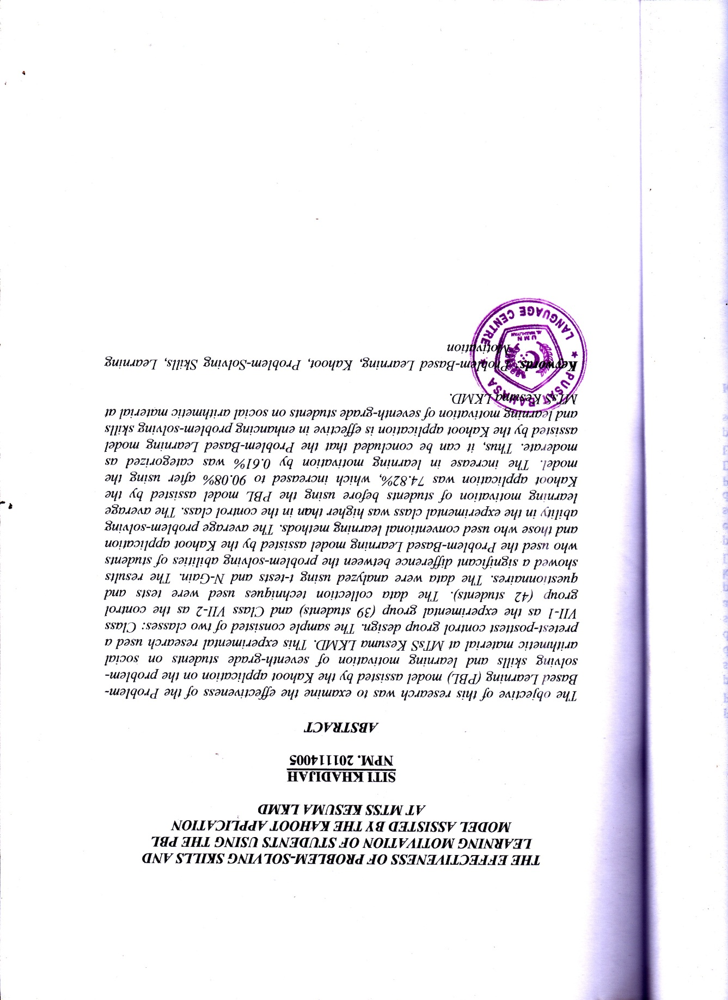 THE EFFECTIVENESS OF PROBLEM-SOLVING SKILLS AND
LEARNING MOTIVATION OF STUDENTS USING THE PBL
MODEL ASSISTED BY THE KAHOOT APPLICATION
AT MTSS KESUMA LKMD
SITI KHADIJAH
NPM. 201114005
ABSTRACT
The objective of this research was to examine the effectiveness of the Problem-
Based Learning (PBL) model assisted by the Kahoot application on the problem-
solving skills and learning motivation of seventh-grade students on social
arithmetic material at MTsS Kesuma LKMD. This experimental research used a
pretest-posttest control group design. The sample consisted of two classes: Class
VII-1 as the experimental group (39 students) and Class VII-2 as the control
group (42 students). The data collection techniques used were tests and
questionnaires. The data were analyzed using t-tests and N-Gain. The results
showed a significant difference between the problem-solving abilities of students
who used the Problem-Based Learning model assisted by the Kahoot application
and those who used conventional learning methods. The average problem-solving
ability in the experimental class was higher than in the control class. The average
learning motivation of students before using the PBL model assisted by the
Kahoot application was 74.82%, which increased to 90.08% after using the
model. The increase in learning motivation by 0.61% was categorized as
moderate. Thus, it can be concluded that the Problem-Based Learning model
assisted by the Kahoot application is effective in enhancing problem-solving skills
and learning motivation of seventh-grade students on social arithmetic material at
MTsS Kesuma LKMD.
Keywords: Problem-Based Learning, Kahoot, Problem-Solving Skills, Learning
Motivation
PUSAT BAHASA
UMN
AL WASHLIYAH
LANGUAGE CENTRE